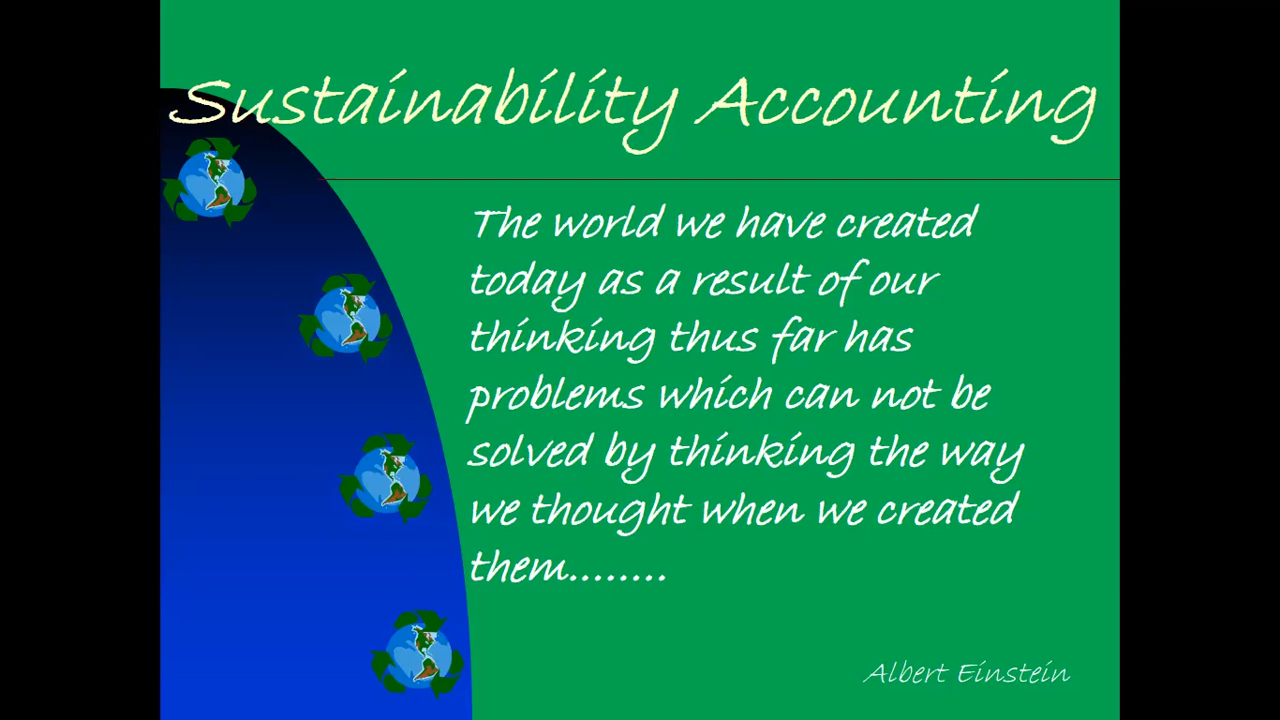 Sustainability Accounting
The world we have created
today as a result of our
thinking thus far has
problems which can not be
solved by thinking the way
we thought when we created
them........
Albert Einstein